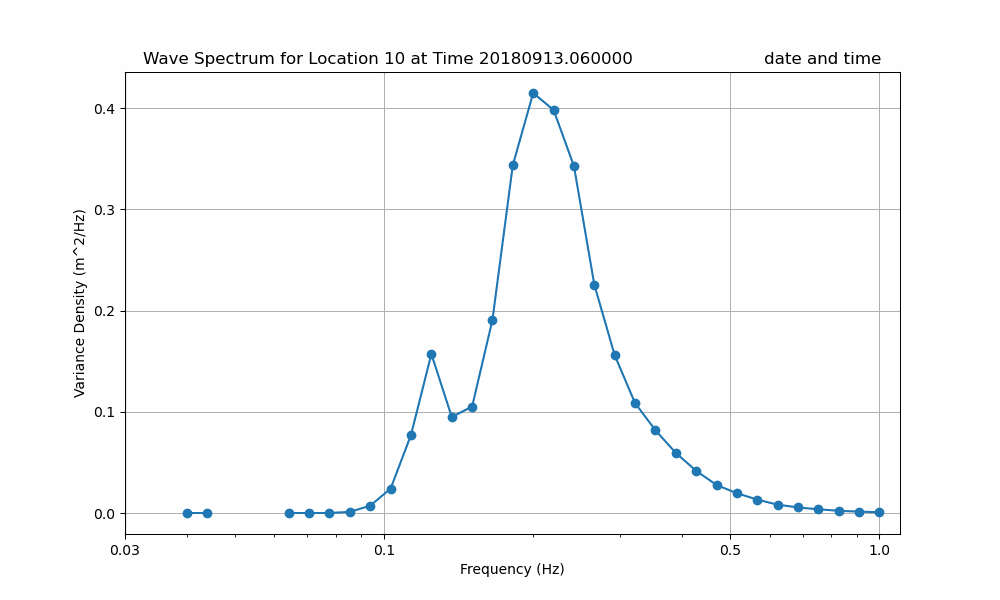 Wave Spectrum for Location 10 at Time 20180913.060000 date and time
0.4
0.3
0.2
0.1
0.0
Variance Density (m^2/Hz)
0.03 0.1 0.5 1.0
Frequency (Hz)